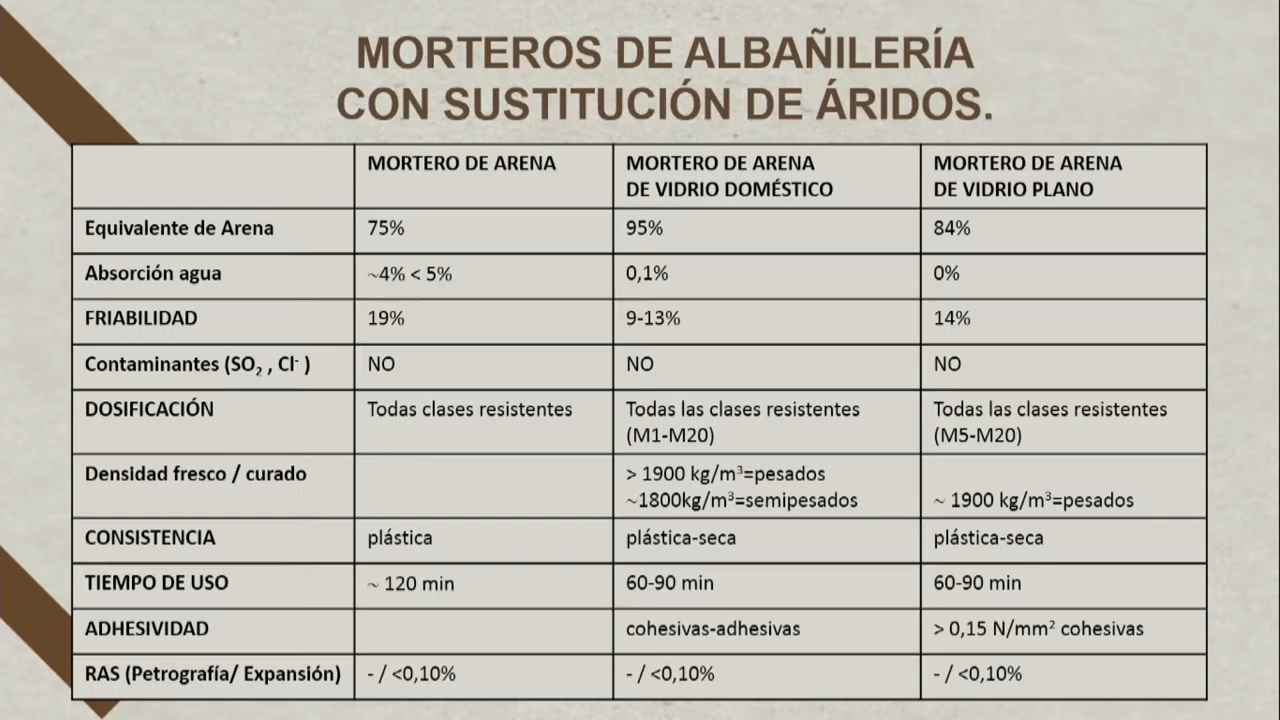 MORTEROS DE ALBAÑILERÍA
CON SUSTITUCIÓN DE ÁRIDOS.
MORTERO DE ARENA
MORTERO DE ARENA
DE VIDRIO DOMÉSTICO
MORTERO DE ARENA
DE VIDRIO PLANO
Equivalente de Arena
75%
95%
84%
Absorción agua
~4% < 5%
0,1%
0%
FRIABILIDAD
19%
9-13%
14%
Contaminantes (SO₂ , Cl⁻ )
NO
NO
NO
DOSIFICACIÓN
Todas clases resistentes
Todas las clases resistentes
(M1-M20)
Todas las clases resistentes
(M5-M20)
Densidad fresco / curado
> 1900 kg/m³=pesados
~1800kg/m³=semipesados
~ 1900 kg/m³=pesados
CONSISTENCIA
plástica
plástica-seca
plástica-seca
TIEMPO DE USO
~ 120 min
60-90 min
60-90 min
ADHESIVIDAD
cohesivas-adhesivas
> 0,15 N/mm² cohesivas
RAS (Petrografía/ Expansión)
- / <0,10%
- / <0,10%
- / <0,10%